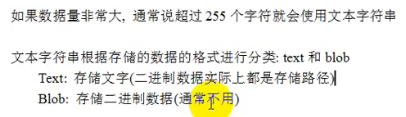 如果数据量非常大, 通常说超过 255 个字符就会使用文本字符串
文本字符串根据存储的数据的格式进行分类: text 和 blob
Text: 存储文字(二进制数据实际上都是存储路径)
Blob: 存储二进制数据(通常不用)